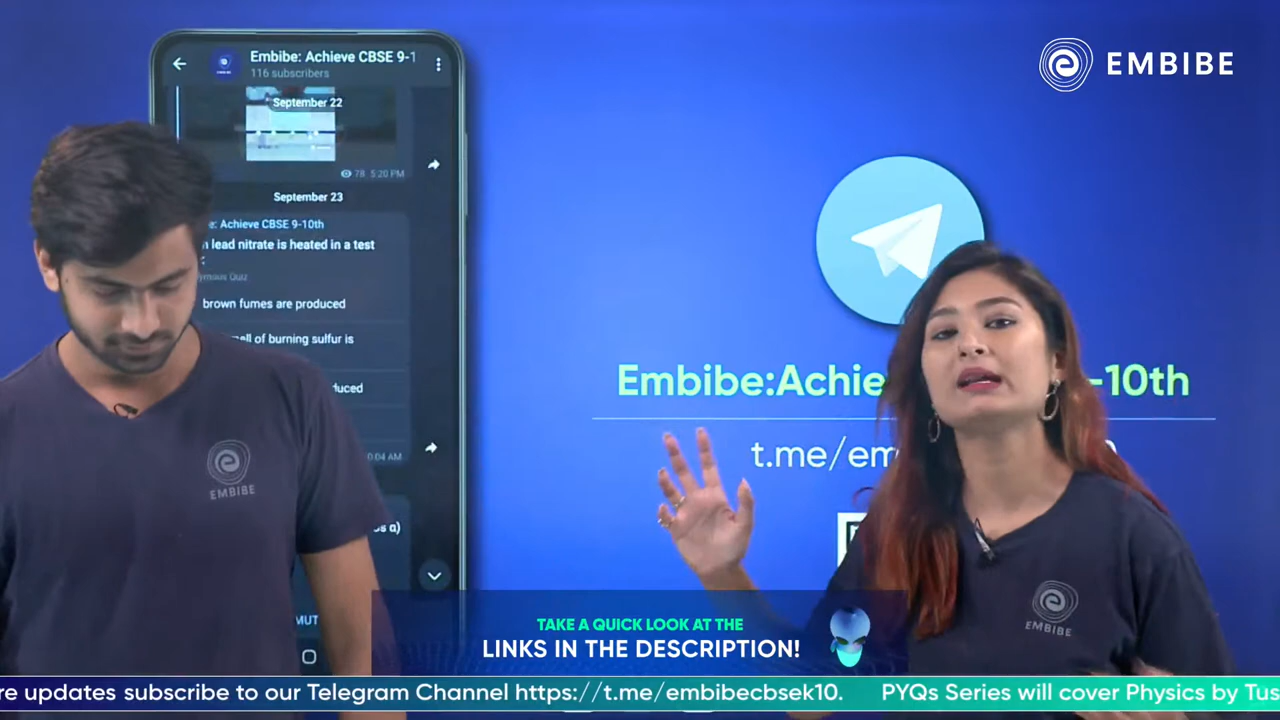 Embibe: Achieve CBSE 9-1
116 subscribers
September 22
78 5:20 PM
September 23
Achieve CBSE 9-10th
lead nitrate is heated in a test
Quiz
brown fumes are produced
of burning sulfur is
0:04 AM
EMBIBE
Embibe:Achie -10th
t.me/em
EMBIBE
EMBIBE
TAKE A QUICK LOOK AT THE
LINKS IN THE DESCRIPTION!
re updates subscribe to our Telegram Channel https://t.me/embibecbsek10. PYQs Series will cover Physics by Tus